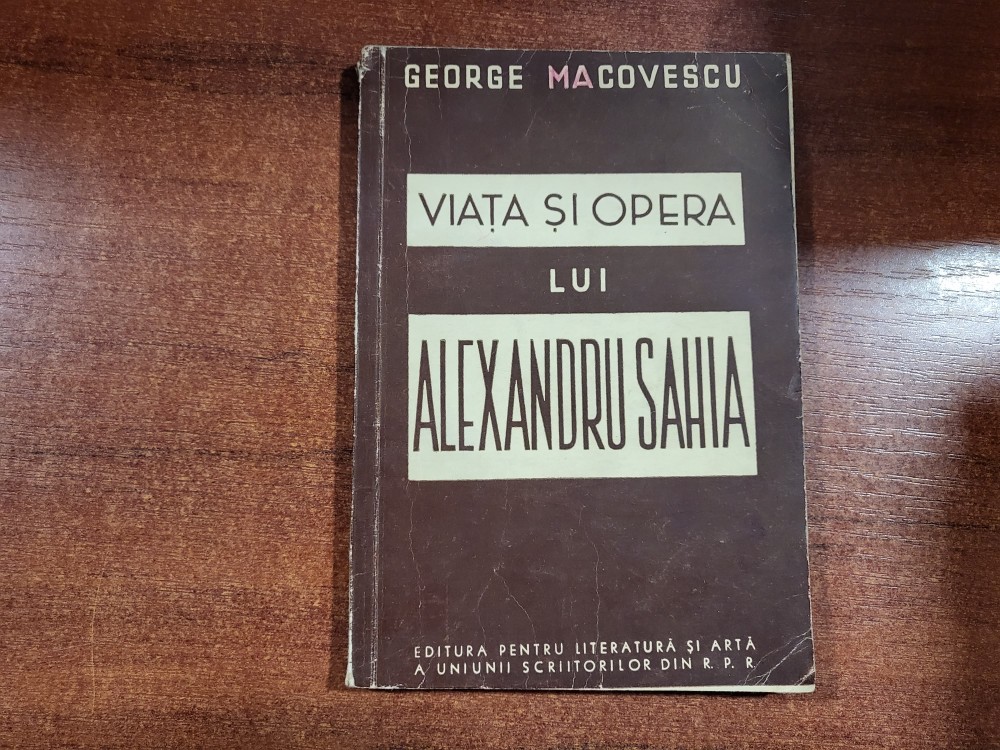 GEORGE MACOVESCU
VIAȚA ȘI OPERA
LUI
ALEXANDRU SAHIA
EDITURA PENTRU LITERATURĂ ȘI ARTĂ
A UNIUNII SCRIITORILOR DIN R. P. R.